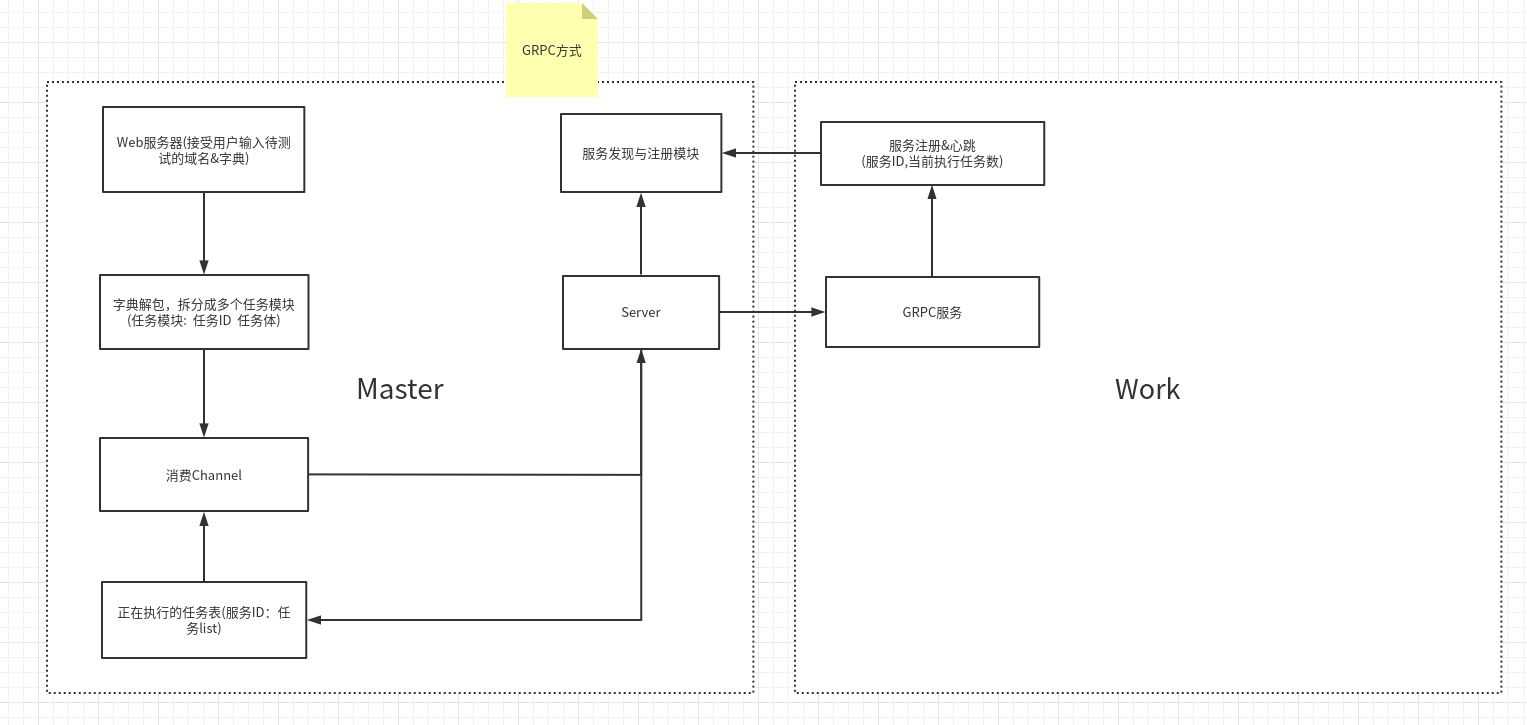 GRPC方式
Web服务器(接受用户输入待测
试的域名&字典)
服务发现与注册模块
服务注册&心跳
(服务ID,当前执行任务数)
字典解包，拆分成多个任务模块
(任务模块: 任务ID 任务体)
Server
GRPC服务
Master
Work
消费Channel
正在执行的任务表(服务ID：任
务list)